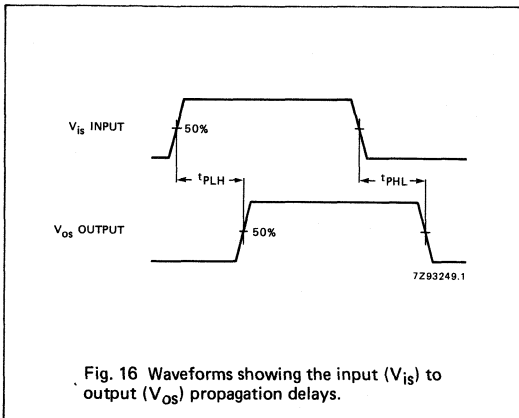 Vis INPUT
50%
tPLH
tPHL
Vos OUTPUT
50%
7Z93249.1
Fig. 16 Waveforms showing the input (Vis) to
output (Vos) propagation delays.